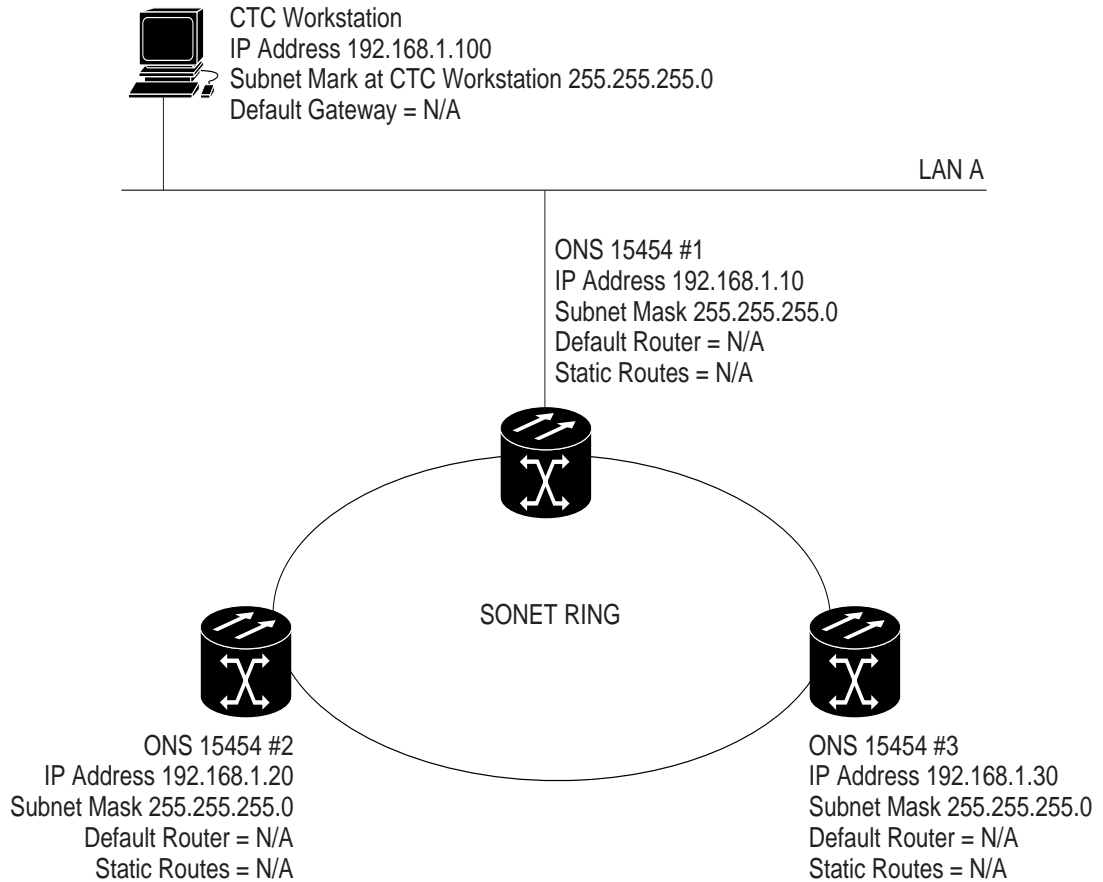 CTC Workstation
IP Address 192.168.1.100
Subnet Mark at CTC Workstation 255.255.255.0
Default Gateway = N/A
LAN A
ONS 15454 #1
IP Address 192.168.1.10
Subnet Mask 255.255.255.0
Default Router = N/A
Static Routes = N/A
SONET RING
ONS 15454 #2
IP Address 192.168.1.20
Subnet Mask 255.255.255.0
Default Router = N/A
Static Routes = N/A
ONS 15454 #3
IP Address 192.168.1.30
Subnet Mask 255.255.255.0
Default Router = N/A
Static Routes = N/A